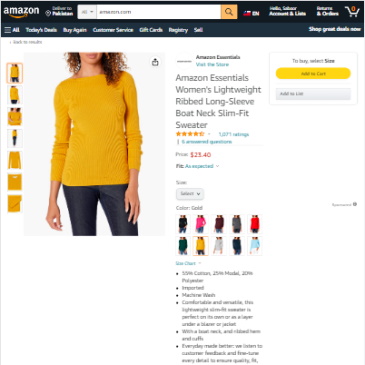 amazon
Deliver to
Pakistan
All
amazon.com
EN
Hello, Sabaor
Account & Lists
Returns
& Orders
0
Cart
All
Today's Deals
Buy Again
Customer Service
Gift Cards
Registry
Sell
Shop great deals now
‹ Back to results
Amazon Essentials
Visit the Store
Amazon Essentials
Women's Lightweight
Ribbed Long-Sleeve
Boat Neck Slim-Fit
Sweater
1,071 ratings
| 6 answered questions
Price: $23.40
Fit: As expected
Size:
Select
Color: Gold
Size Chart
• 55% Cotton, 25% Modal, 20%
Polyester
• Imported
• Machine Wash
• Comfortable and versatile, this
lightweight slim-fit sweater is
perfect on its own or as a layer
under a blazer or jacket
• With a boat neck, and ribbed hem
and cuffs
• Everyday made better: we listen to
customer feedback and fine-tune
every detail to ensure quality, fit,
To buy, select Size
Add to Cart
Add to List
Sponsored